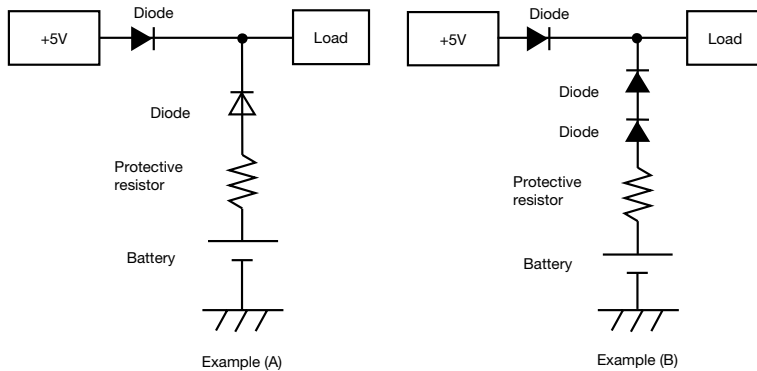 Diode
+5V
Load
Diode
Protective
resistor
Battery
Example (A)
Diode
+5V
Load
Diode
Diode
Protective
resistor
Battery
Example (B)